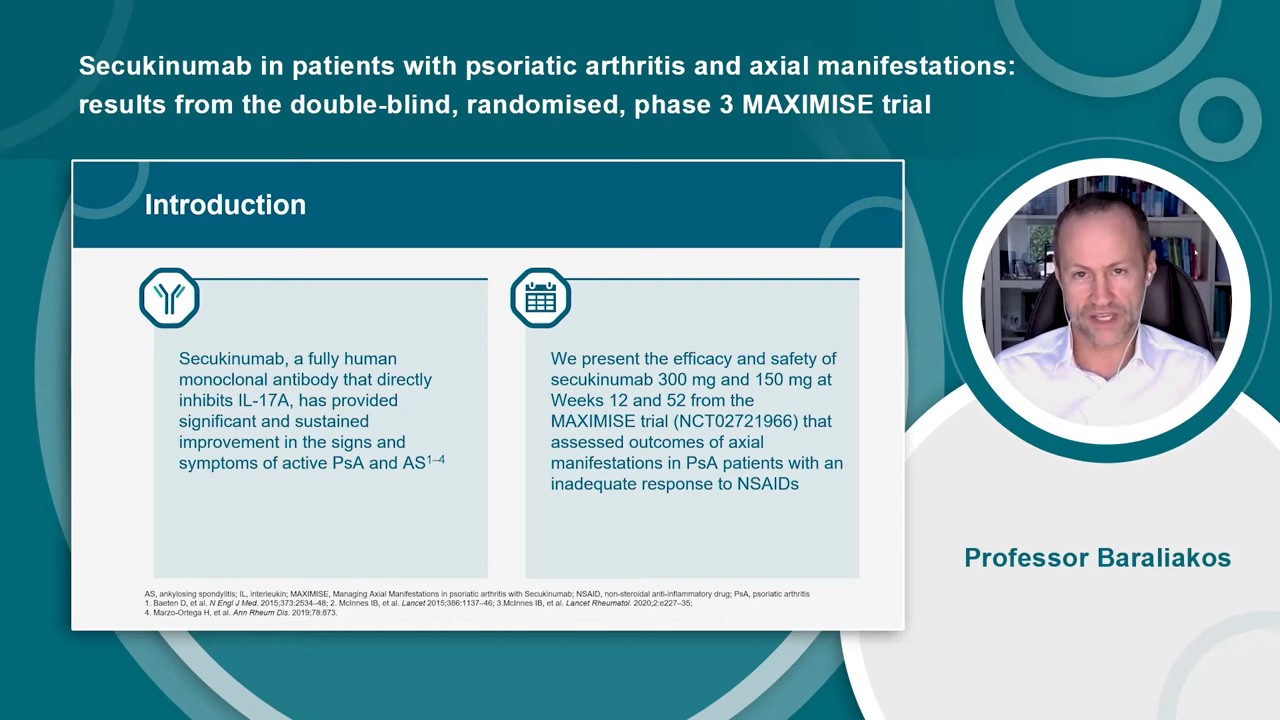 Secukinumab in patients with psoriatic arthritis and axial manifestations:
results from the double-blind, randomised, phase 3 MAXIMISE trial
Introduction
Secukinumab, a fully human
monoclonal antibody that directly
inhibits IL-17A, has provided
significant and sustained
improvement in the signs and
symptoms of active PsA and AS1–4
We present the efficacy and safety of
secukinumab 300 mg and 150 mg at
Weeks 12 and 52 from the
MAXIMISE trial (NCT02721966) that
assessed outcomes of axial
manifestations in PsA patients with an
inadequate response to NSAIDs
AS, ankylosing spondylitis; IL, interleukin; MAXIMISE, Managing Axial Manifestations in psoriatic arthritis with Secukinumab; NSAID, non-steroidal anti-inflammatory drug; PsA, psoriatic arthritis
1. Baeten D, et al. N Engl J Med. 2015;373:2534–48; 2. McInnes IB, et al. Lancet 2015;386:1137–46; 3.McInnes IB, et al. Lancet Rheumatol. 2020;2:e227–35;
4. Marzo-Ortega H, et al. Ann Rheum Dis. 2019;78:873.
Professor Baraliakos